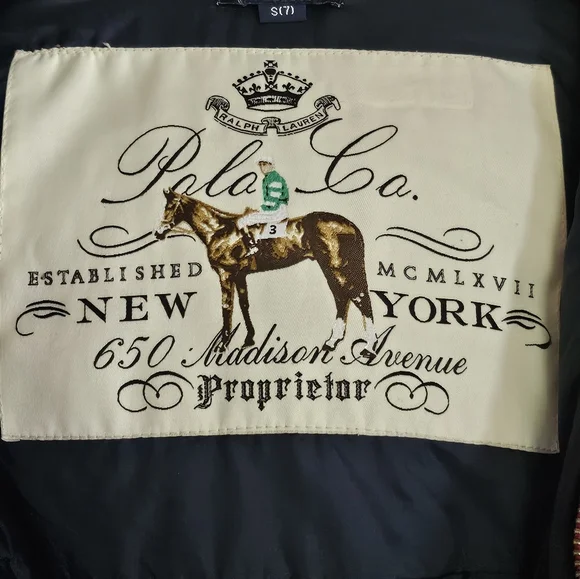 S(7)
RALPH LAUREN
Polo Co.
3
ESTABLISHED MCMLXVII
NEW YORK
650 Madison Avenue
Proprietor